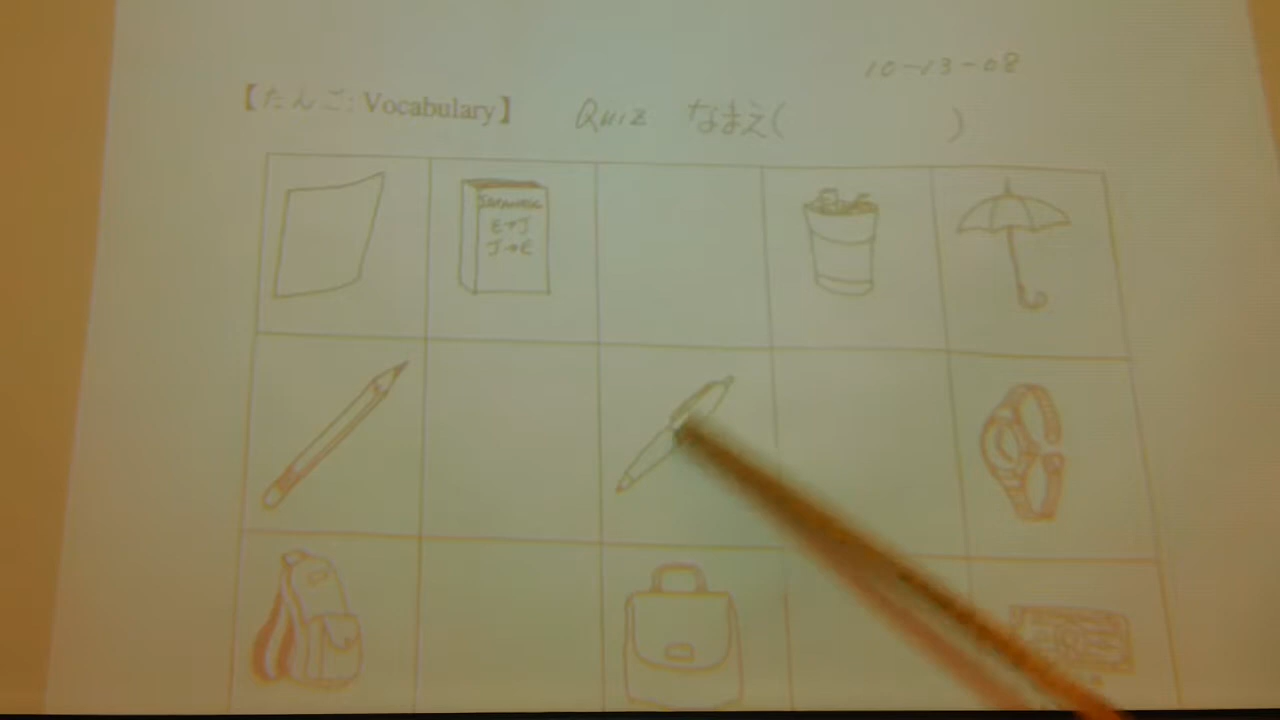 10-13-08
【たんご: Vocabulary】 Quiz なまえ( )
JAPANESE
E→J
J→E